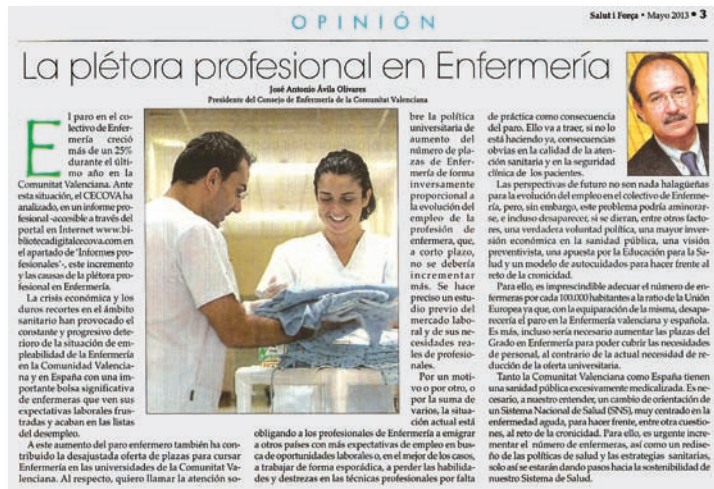 OPINIÓN
Salut i Força • Mayo 2013 • 3
La plétora profesional en Enfermería
José Antonio Ávila Olivares
Presidente del Consejo de Enfermería de la Comunitat Valenciana
El paro en el co-
lectivo de Enfer-
mería creció
más de un 25%
durante el últi-
mo año en la
Comunitat Valenciana. Ante
esta situación, el CECOVA ha
analizado, en un informe pro-
fesional -accesible a través del
portal en Internet www.bi-
bliotecadigitalcecova.com en
el apartado de 'Informes pro-
fesionales'-, este incremento
y las causas de la plétora pro-
fesional en Enfermería.
La crisis económica y los
duros recortes en el ámbito
sanitario han provocado el
constante y progresivo dete-
rioro de la situación de em-
pleabilidad de la Enfermería
en la Comunidad Valencia-
na y en España con una im-
portante bolsa significativa
de enfermeras que ven sus
expectativas laborales frus-
tradas y acaban en las listas
del desempleo.
A este aumento del paro enfermero también ha con-
tribuido la desajustada oferta de plazas para cursar
Enfermería en las universidades de la Comunitat Va-
lenciana. Al respecto, quiero llamar la atención so-
bre la política
universitaria de
aumento del
número de pla-
zas de Enfer-
mería de forma
inversamente
proporcional a
la evolución del
empleo de la
profesión de
enfermera, que,
a corto plazo,
no se debería
incrementar
más. Se hace
preciso un estu-
dio previo del
mercado labo-
ral y de sus ne-
cesidades rea-
les de profesio-
nales.
Por un moti-
vo o por otro, o
por la suma de
varios, la situa-
ción actual está
obligando a los profesionales de Enfermería a emigrar
a otros países con más expectativas de empleo en bus-
ca de oportunidades laborales o, en el mejor de los casos,
a trabajar de forma esporádica, a perder las habilida-
des y destrezas en las técnicas profesionales por falta
de práctica como consecuencia
del paro. Ello va a traer, si no lo
está haciendo ya, consecuencias
obvias en la calidad de la aten-
ción sanitaria y en la seguridad
clínica de los pacientes.
Las perspectivas de futuro no son nada halagüeñas
para la evolución del empleo en el colectivo de Enferme-
ría, pero, sin embargo, este problema podría aminorar-
se, e incluso desaparecer, si se dieran, entre otros facto-
res, una verdadera voluntad política, una mayor inver-
sión económica en la sanidad pública, una visión
preventivista, una apuesta por la Educación para la Sa-
lud y un modelo de autocuidados para hacer frente al
reto de la cronicidad.
Para ello, es imprescindible adecuar el número de en-
fermeras por cada 100.000 habitantes a la ratio de la Unión
Europea ya que, con la equiparación de la misma, desapa-
recería el paro en la Enfermería valenciana y española.
Es más, incluso sería necesario aumentar las plazas del
Grado en Enfermería para poder cubrir las necesidades
de personal, al contrario de la actual necesidad de re-
ducción de la oferta universitaria.
Tanto la Comunitat Valenciana como España tienen
una sanidad pública excesivamente medicalizada. Es ne-
cesario, a nuestro entender, un cambio de orientación de
un Sistema Nacional de Salud (SNS), muy centrado en la
enfermedad aguda, para hacer frente, entre otra cuestio-
nes, al reto de la cronicidad. Para ello, es urgente incre-
mentar el número de enfermeras, así como un redise-
ño de las políticas de salud y las estrategias sanitarias,
solo así se estarán dando pasos hacia la sostenibilidad de
nuestro Sistema de Salud.